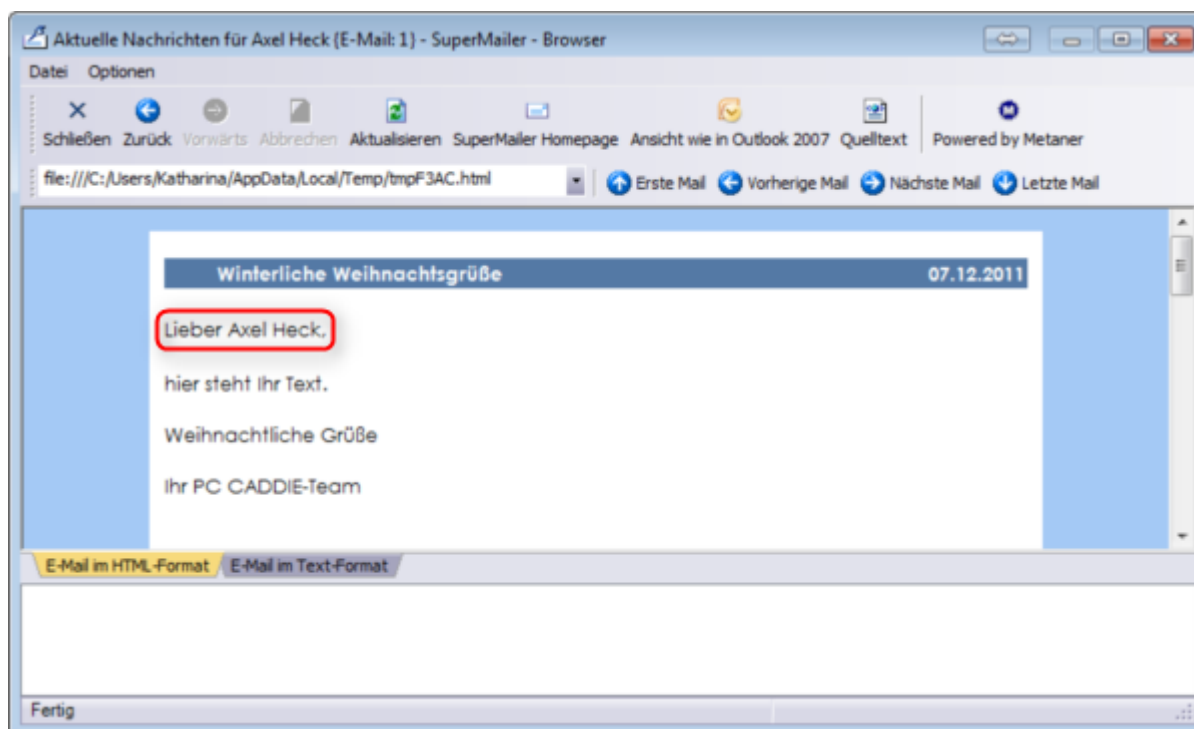 Aktuelle Nachrichten für Axel Heck {E-Mail: 1} - SuperMailer - Browser
Datei Optionen
Schließen Zurück Vorwärts Abbrechen Aktualisieren SuperMailer Homepage Ansicht wie in Outlook 2007 Quelltext Powered by Metaner
file:///C:/Users/Katharina/AppData/Local/Temp/tmpF3AC.html Erste Mail Vorherige Mail Nächste Mail Letzte Mail
Winterliche Weihnachtsgrüße 07.12.2011
Lieber Axel Heck,
hier steht Ihr Text.
Weihnachtliche Grüße
Ihr PC CADDIE-Team
E-Mail im HTML-Format E-Mail im Text-Format
Fertig